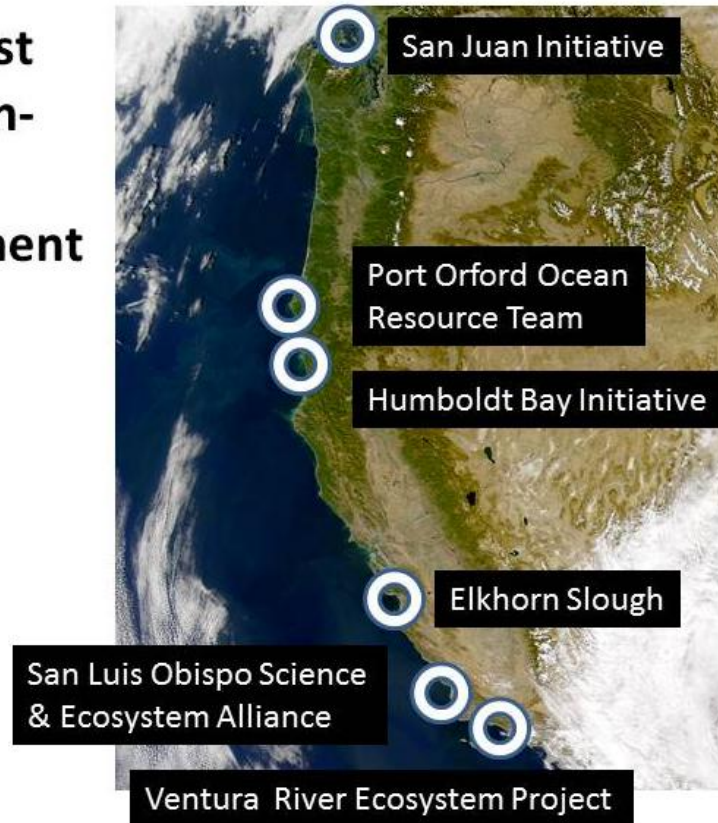 San Juan Initiative
Port Orford Ocean
Resource Team
Humboldt Bay Initiative
Elkhorn Slough
San Luis Obispo Science
& Ecosystem Alliance
Ventura River Ecosystem Project